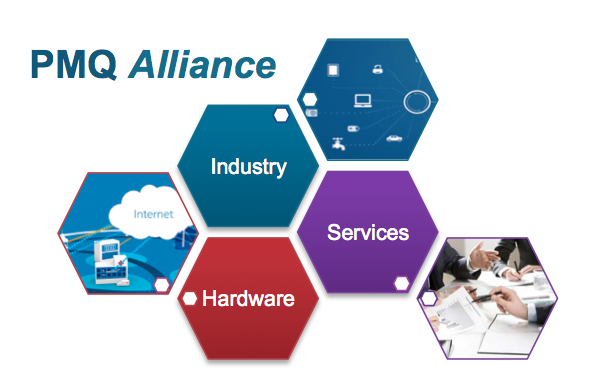 PMQ Alliance
Industry
Internet
Services
Hardware